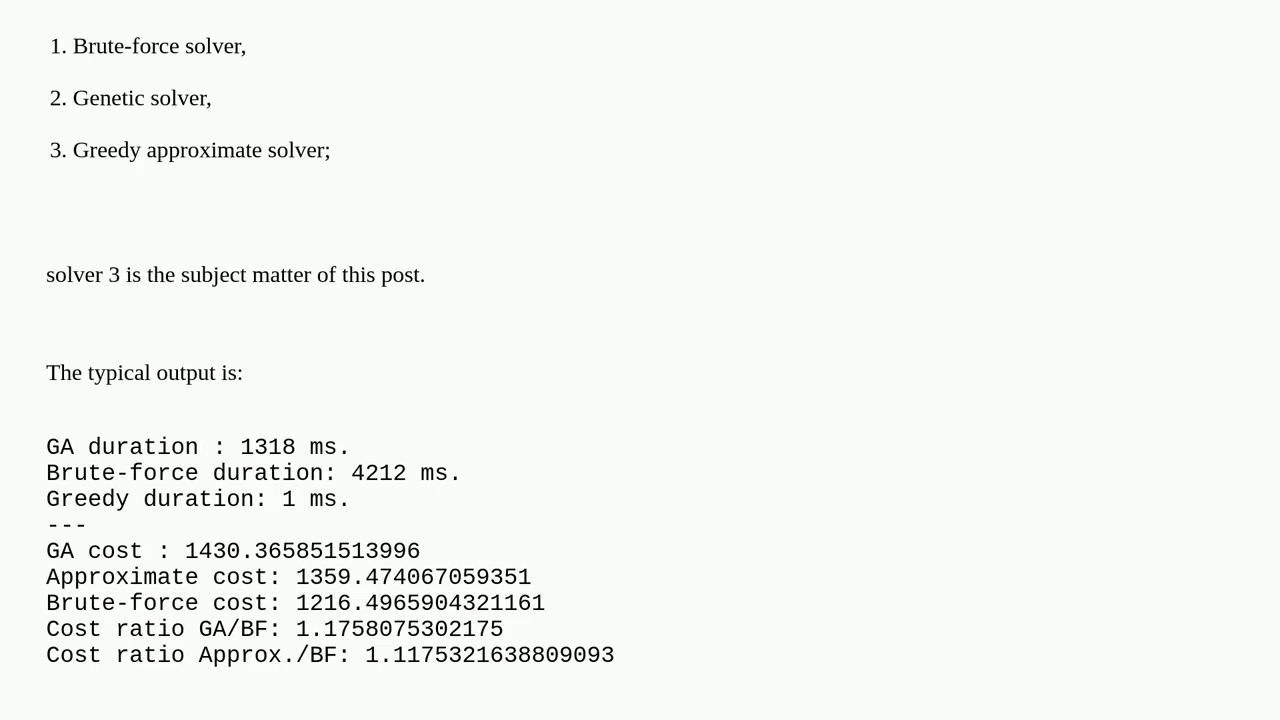 1. Brute-force solver,
2. Genetic solver,
3. Greedy approximate solver;
solver 3 is the subject matter of this post.
The typical output is:
GA duration : 1318 ms.
Brute-force duration: 4212 ms.
Greedy duration: 1 ms.
---
GA cost : 1430.365851513996
Approximate cost: 1359.474067059351
Brute-force cost: 1216.4965904321161
Cost ratio GA/BF: 1.1758075302175
Cost ratio Approx./BF: 1.1175321638809093